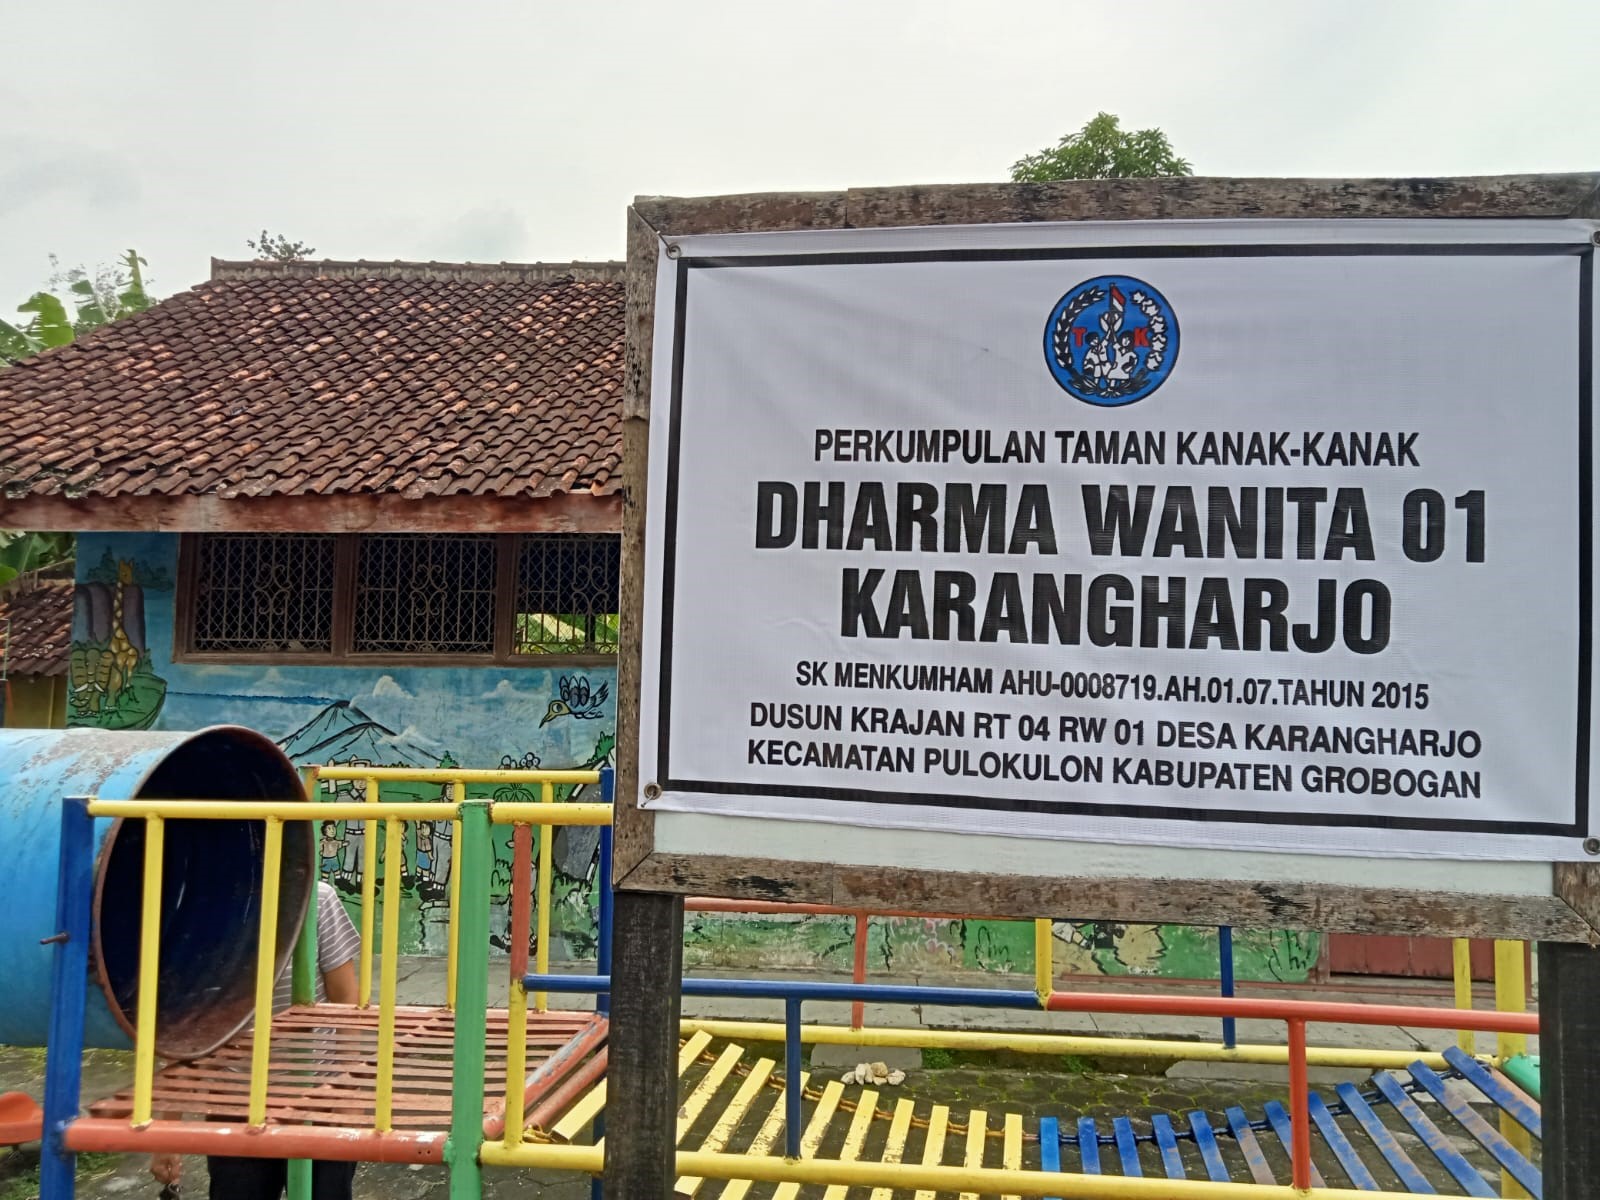 T K
PERKUMPULAN TAMAN KANAK-KANAK
DHARMA WANITA 01
KARANGHARJO
SK MENKUMHAM AHU-0008719.AH.01.07.TAHUN 2015
DUSUN KRAJAN RT 04 RW 01 DESA KARANGHARJO
KECAMATAN PULOKULON KABUPATEN GROBOGAN